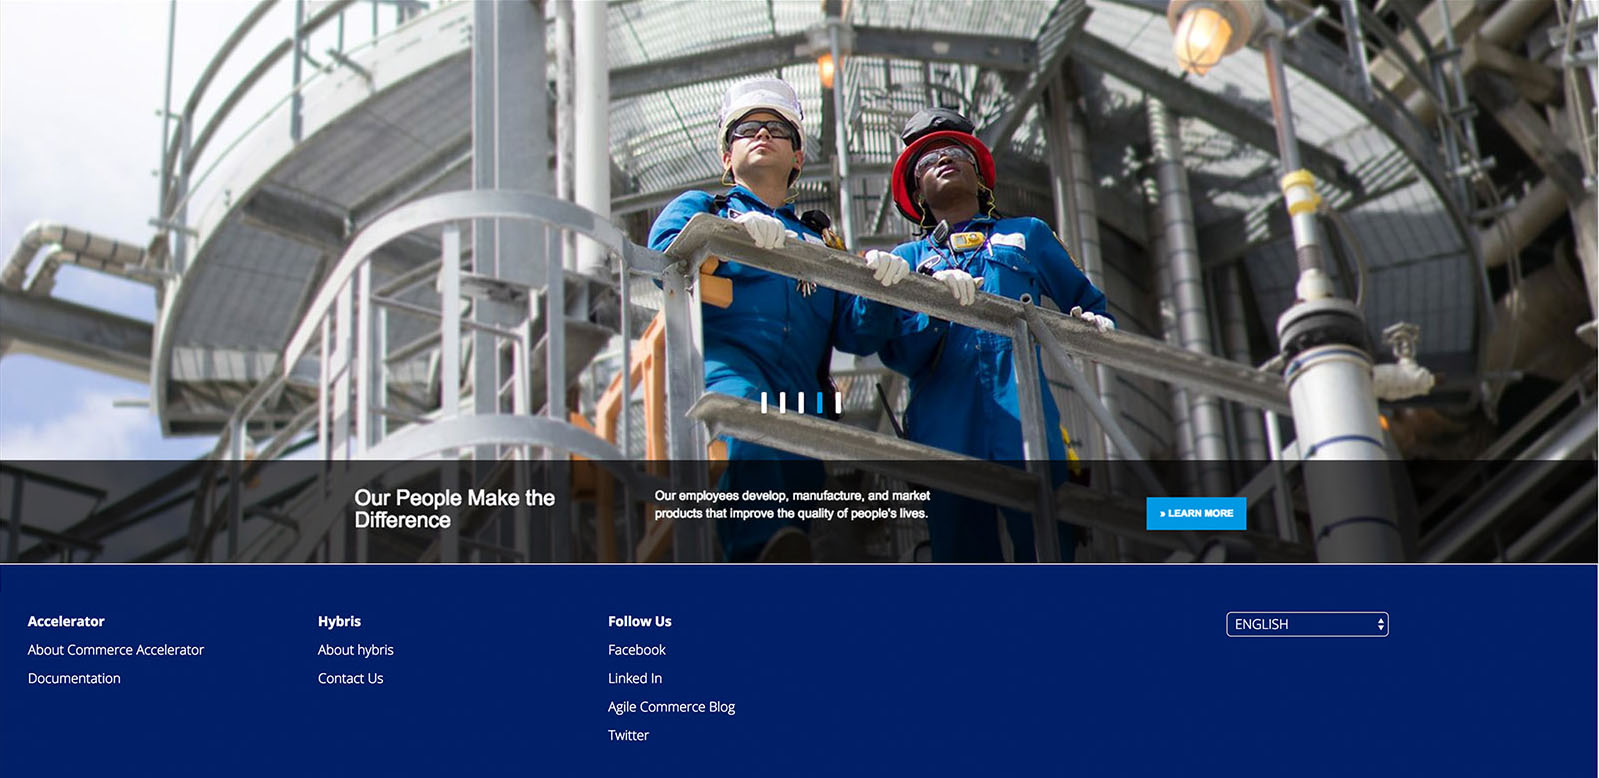 Our People Make the
Difference
Our employees develop, manufacture, and market
products that improve the quality of people's lives.
» LEARN MORE
Accelerator
About Commerce Accelerator
Documentation
Hybris
About hybris
Contact Us
Follow Us
Facebook
Linked In
Agile Commerce Blog
Twitter
ENGLISH